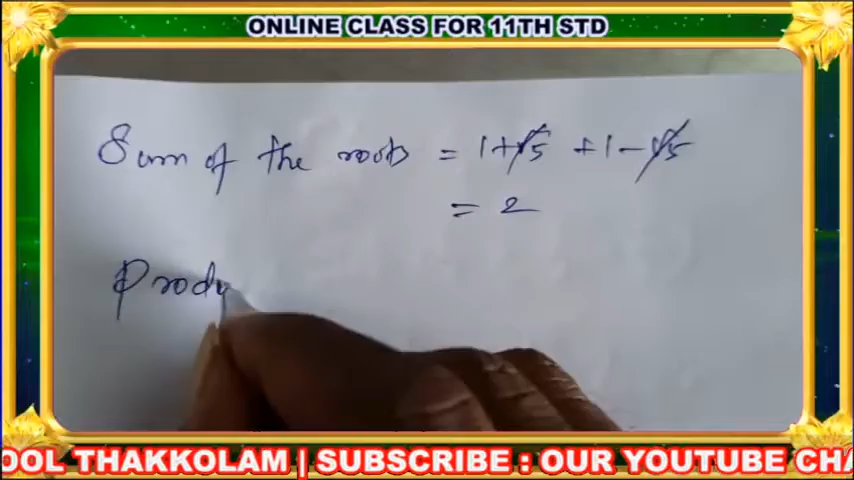 ONLINE CLASS FOR 11TH STD
Sum of the roots = 1+√5 +1-√5
= 2
Produ
OOL THAKKOLAM | SUBSCRIBE : OUR YOUTUBE CHA